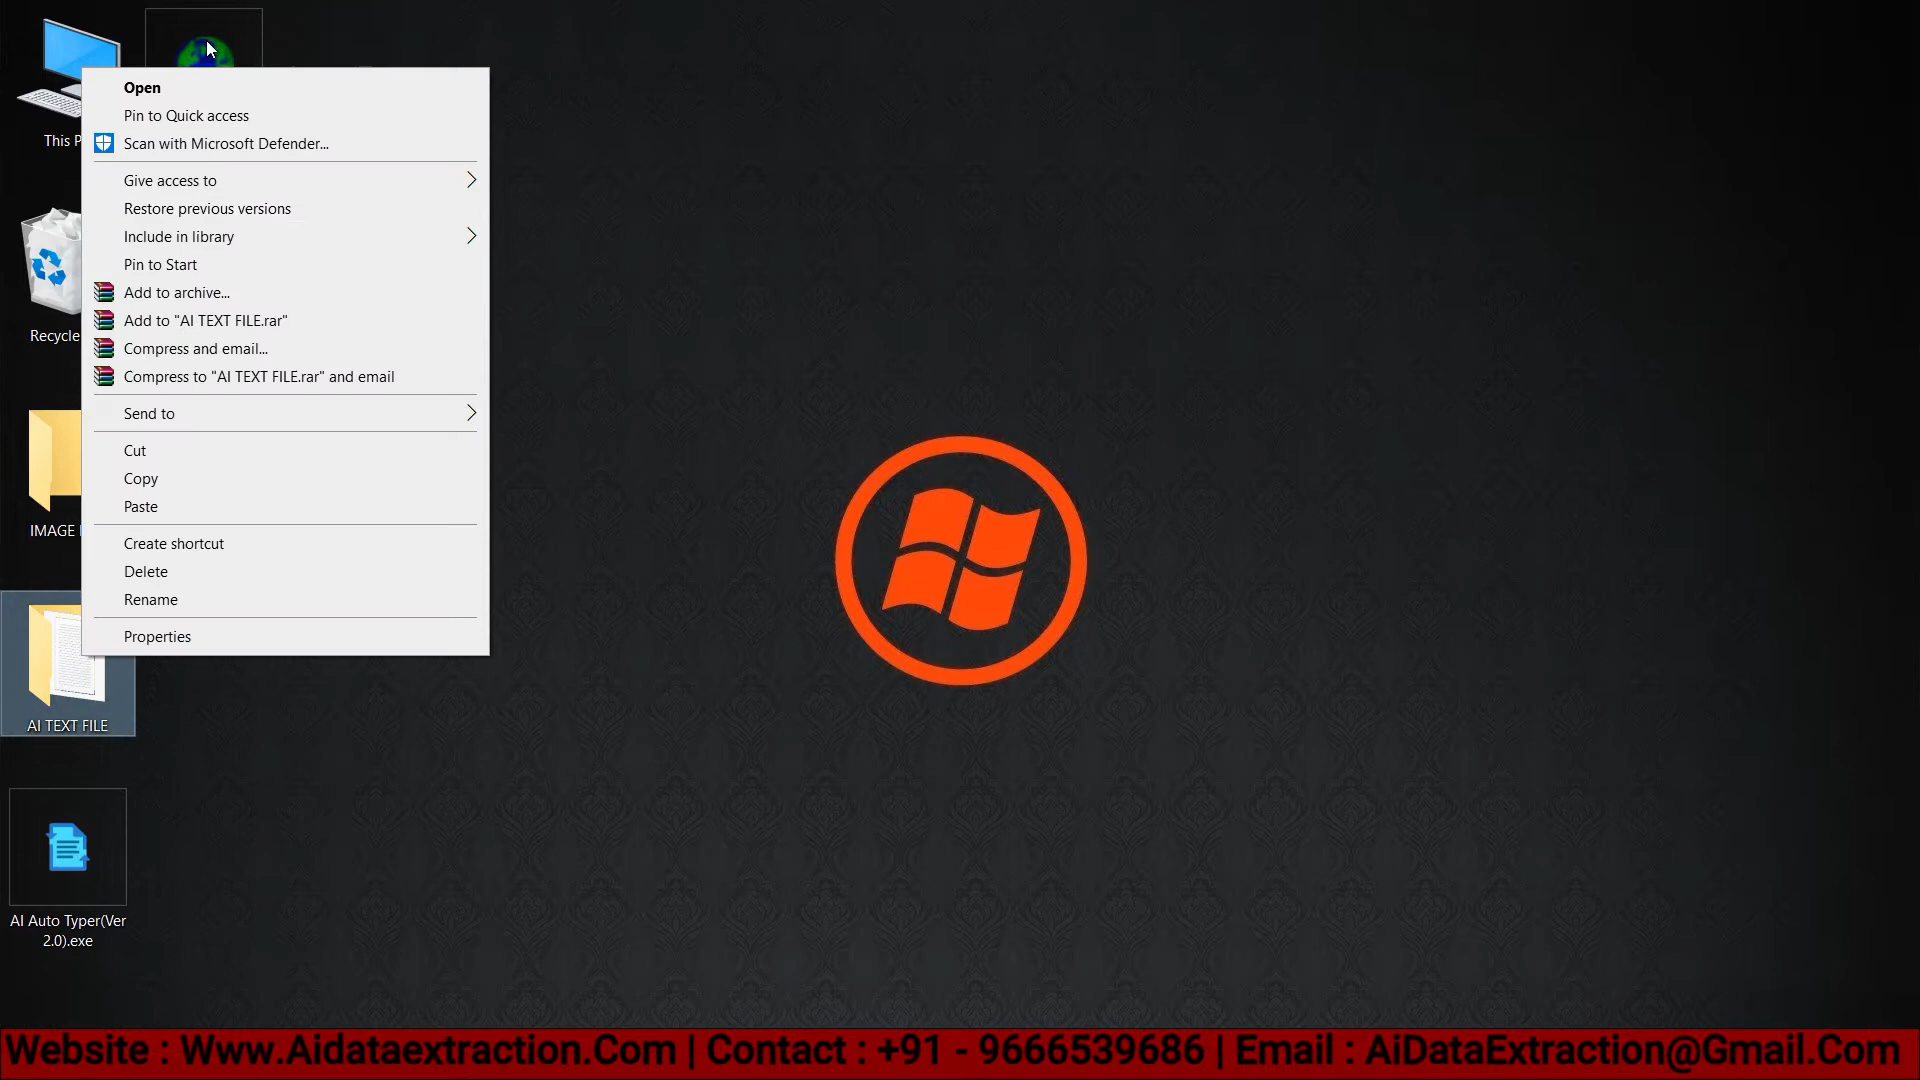 Open
Pin to Quick access
Scan with Microsoft Defender...
Give access to
Restore previous versions
Include in library
Pin to Start
Add to archive...
Add to "AI TEXT FILE.rar"
Compress and email...
Compress to "AI TEXT FILE.rar" and email
Send to
Cut
Copy
Paste
Create shortcut
Delete
Rename
Properties
This P
Recycle
IMAGE
AI TEXT FILE
AI Auto Typer(Ver
2.0).exe
Website : Www.Aidataextraction.Com | Contact : +91 - 9666539686 | Email : AiDataExtraction@Gmail.Com